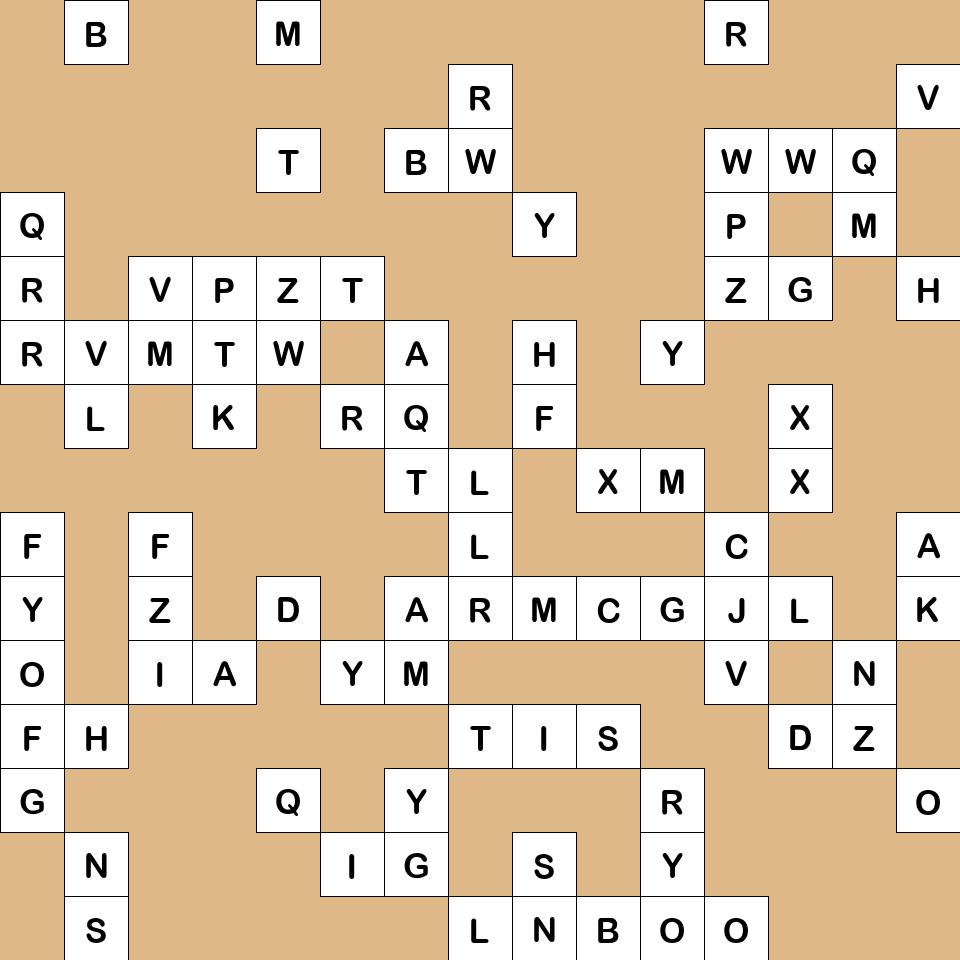 B M R
R V
T B W W W Q
Q Y P M
R V P Z T Z G H
R V M T W A H Y
L K R Q F X
T L X M X
F F L C A
Y Z D A R M C G J L K
O I A Y M V N
F H T I S D Z
G Q Y R O
N I G S Y
S L N B O O